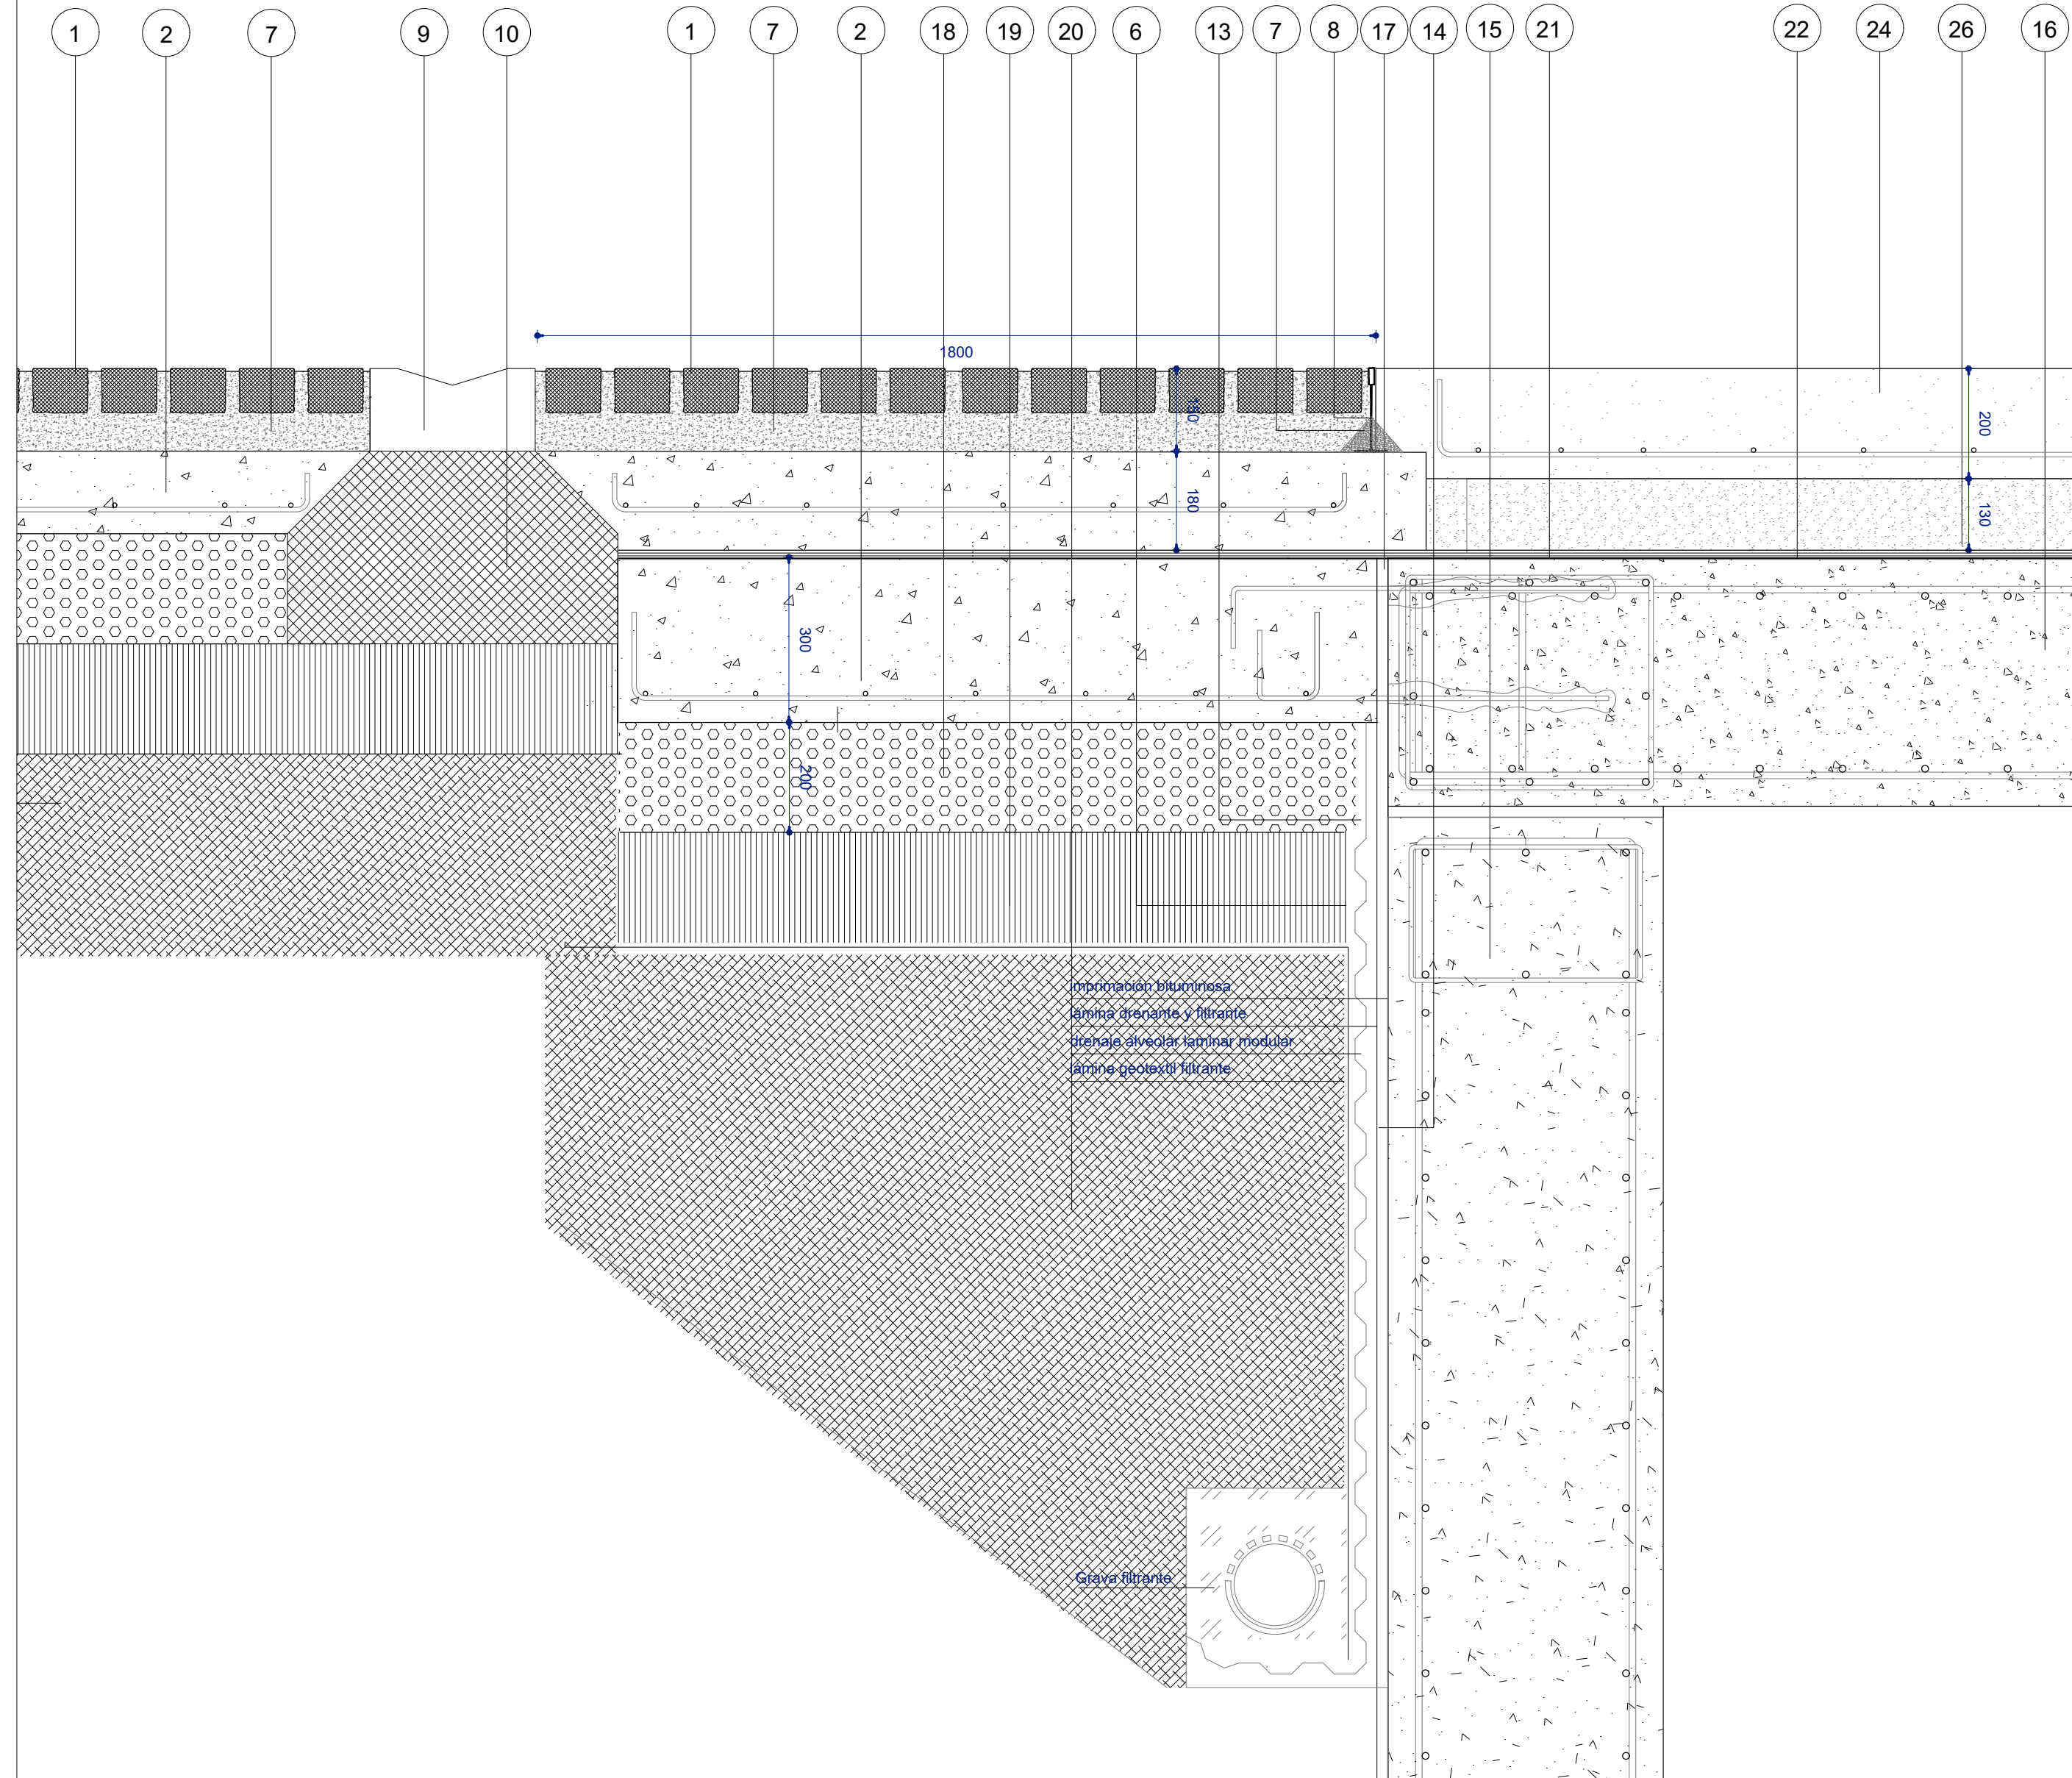 1 2 7 9 10 1 7 2 18 19 20 6 13 7 8 17 14 15 21 22 24 26 16
1800
150
200
180
130
300
200
Imprimación bituminosa
lámina drenante y filtrante
drenaje alveolar laminar modular
lámina geotextil filtrante
Grava filtrante